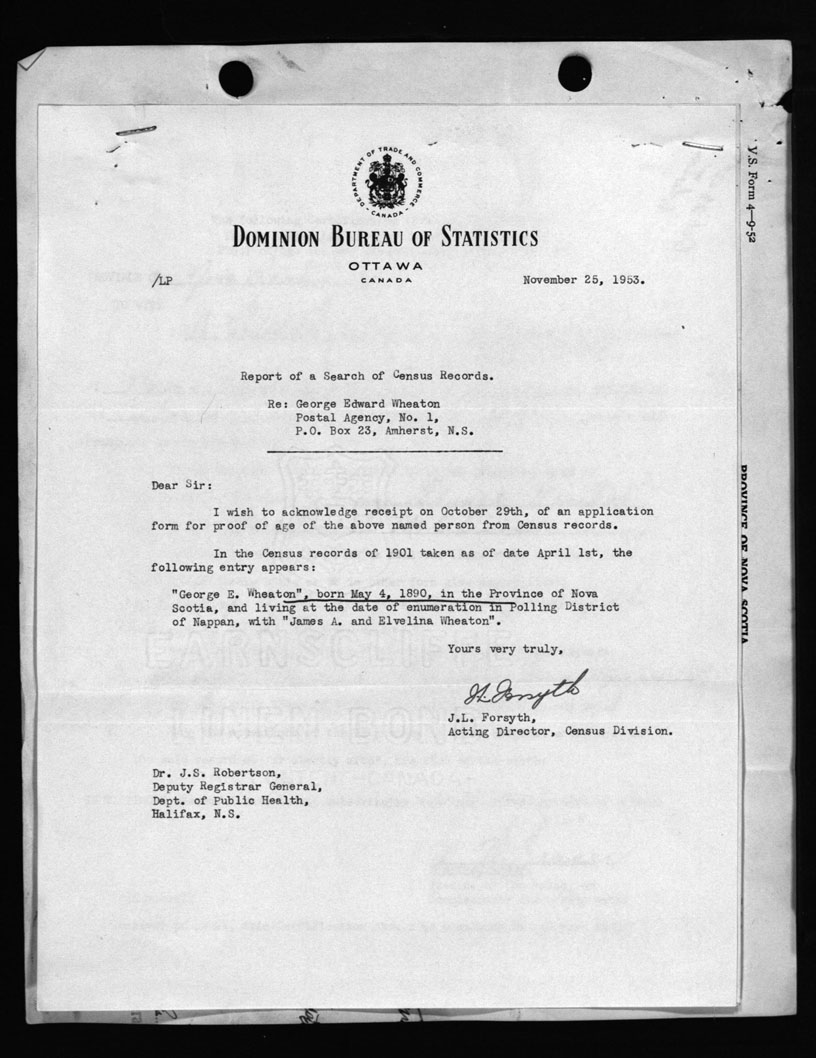 V.S. Form 4—9-52
DEPARTMENT OF TRADE AND COMMERCE
- CANADA -
DOMINION BUREAU OF STATISTICS
OTTAWA
CANADA
/LP
November 25, 1953.
Report of a Search of Census Records.
Re: George Edward Wheaton
Postal Agency, No. 1,
P.O. Box 23, Amherst, N.S.
Dear Sir:
I wish to acknowledge receipt on October 29th, of an application
form for proof of age of the above named person from Census records.
In the Census records of 1901 taken as of date April 1st, the
following entry appears:
"George E. Wheaton", born May 4, 1890, in the Province of Nova
Scotia, and living at the date of enumeration in Polling District
of Nappan, with "James A. and Elvelina Wheaton".
Yours very truly,
J.L. Forsyth
J.L. Forsyth,
Acting Director, Census Division.
Dr. J.S. Robertson,
Deputy Registrar General,
Dept. of Public Health,
Halifax, N.S.
PROVINCE OF NOVA SCOTIA
EARNSCLIFFE
LINEN BOND